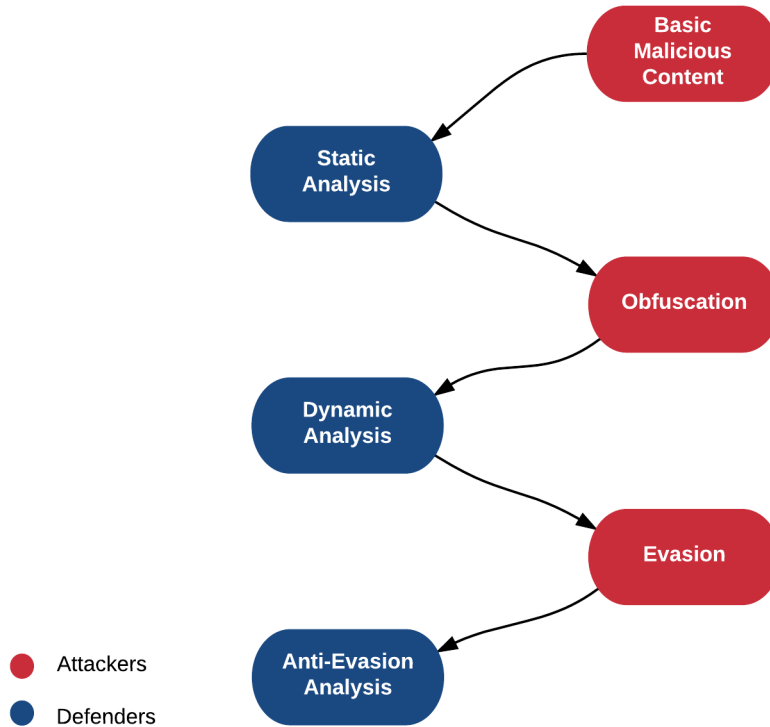 Basic
Malicious
Content
Static
Analysis
Obfuscation
Dynamic
Analysis
Evasion
Anti-Evasion
Analysis
Attackers
Defenders